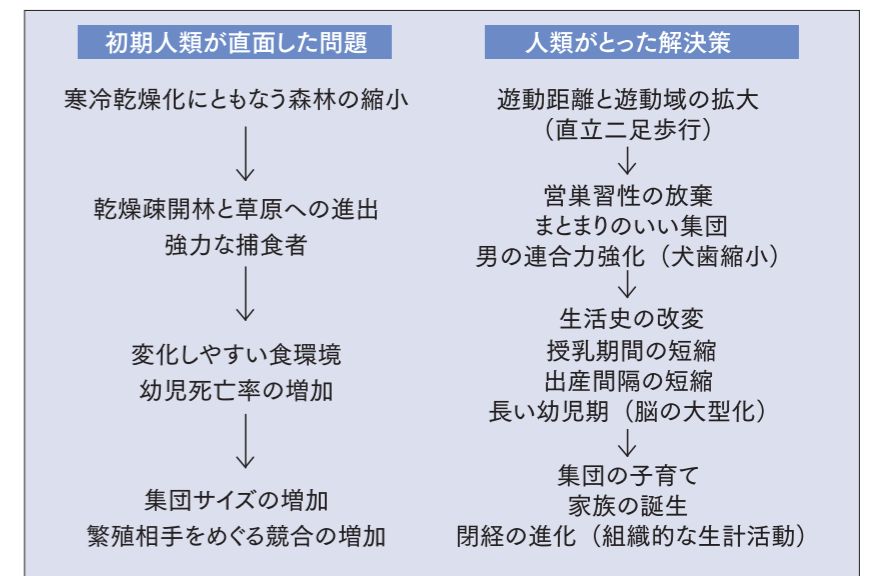 初期人類が直面した問題
寒冷乾燥化にともなう森林の縮小
↓
乾燥疎開林と草原への進出
強力な捕食者
↓
変化しやすい食環境
幼児死亡率の増加
↓
集団サイズの増加
繁殖相手をめぐる競合の増加
人類がとった解決策
遊動距離と遊動域の拡大
（直立二足歩行）
↓
営巣習性の放棄
まとまりのいい集団
男の連合力強化（犬歯縮小）
↓
生活史の改変
授乳期間の短縮
出産間隔の短縮
長い幼児期（脳の大型化）
↓
集団の子育て
家族の誕生
閉経の進化（組織的な生計活動）